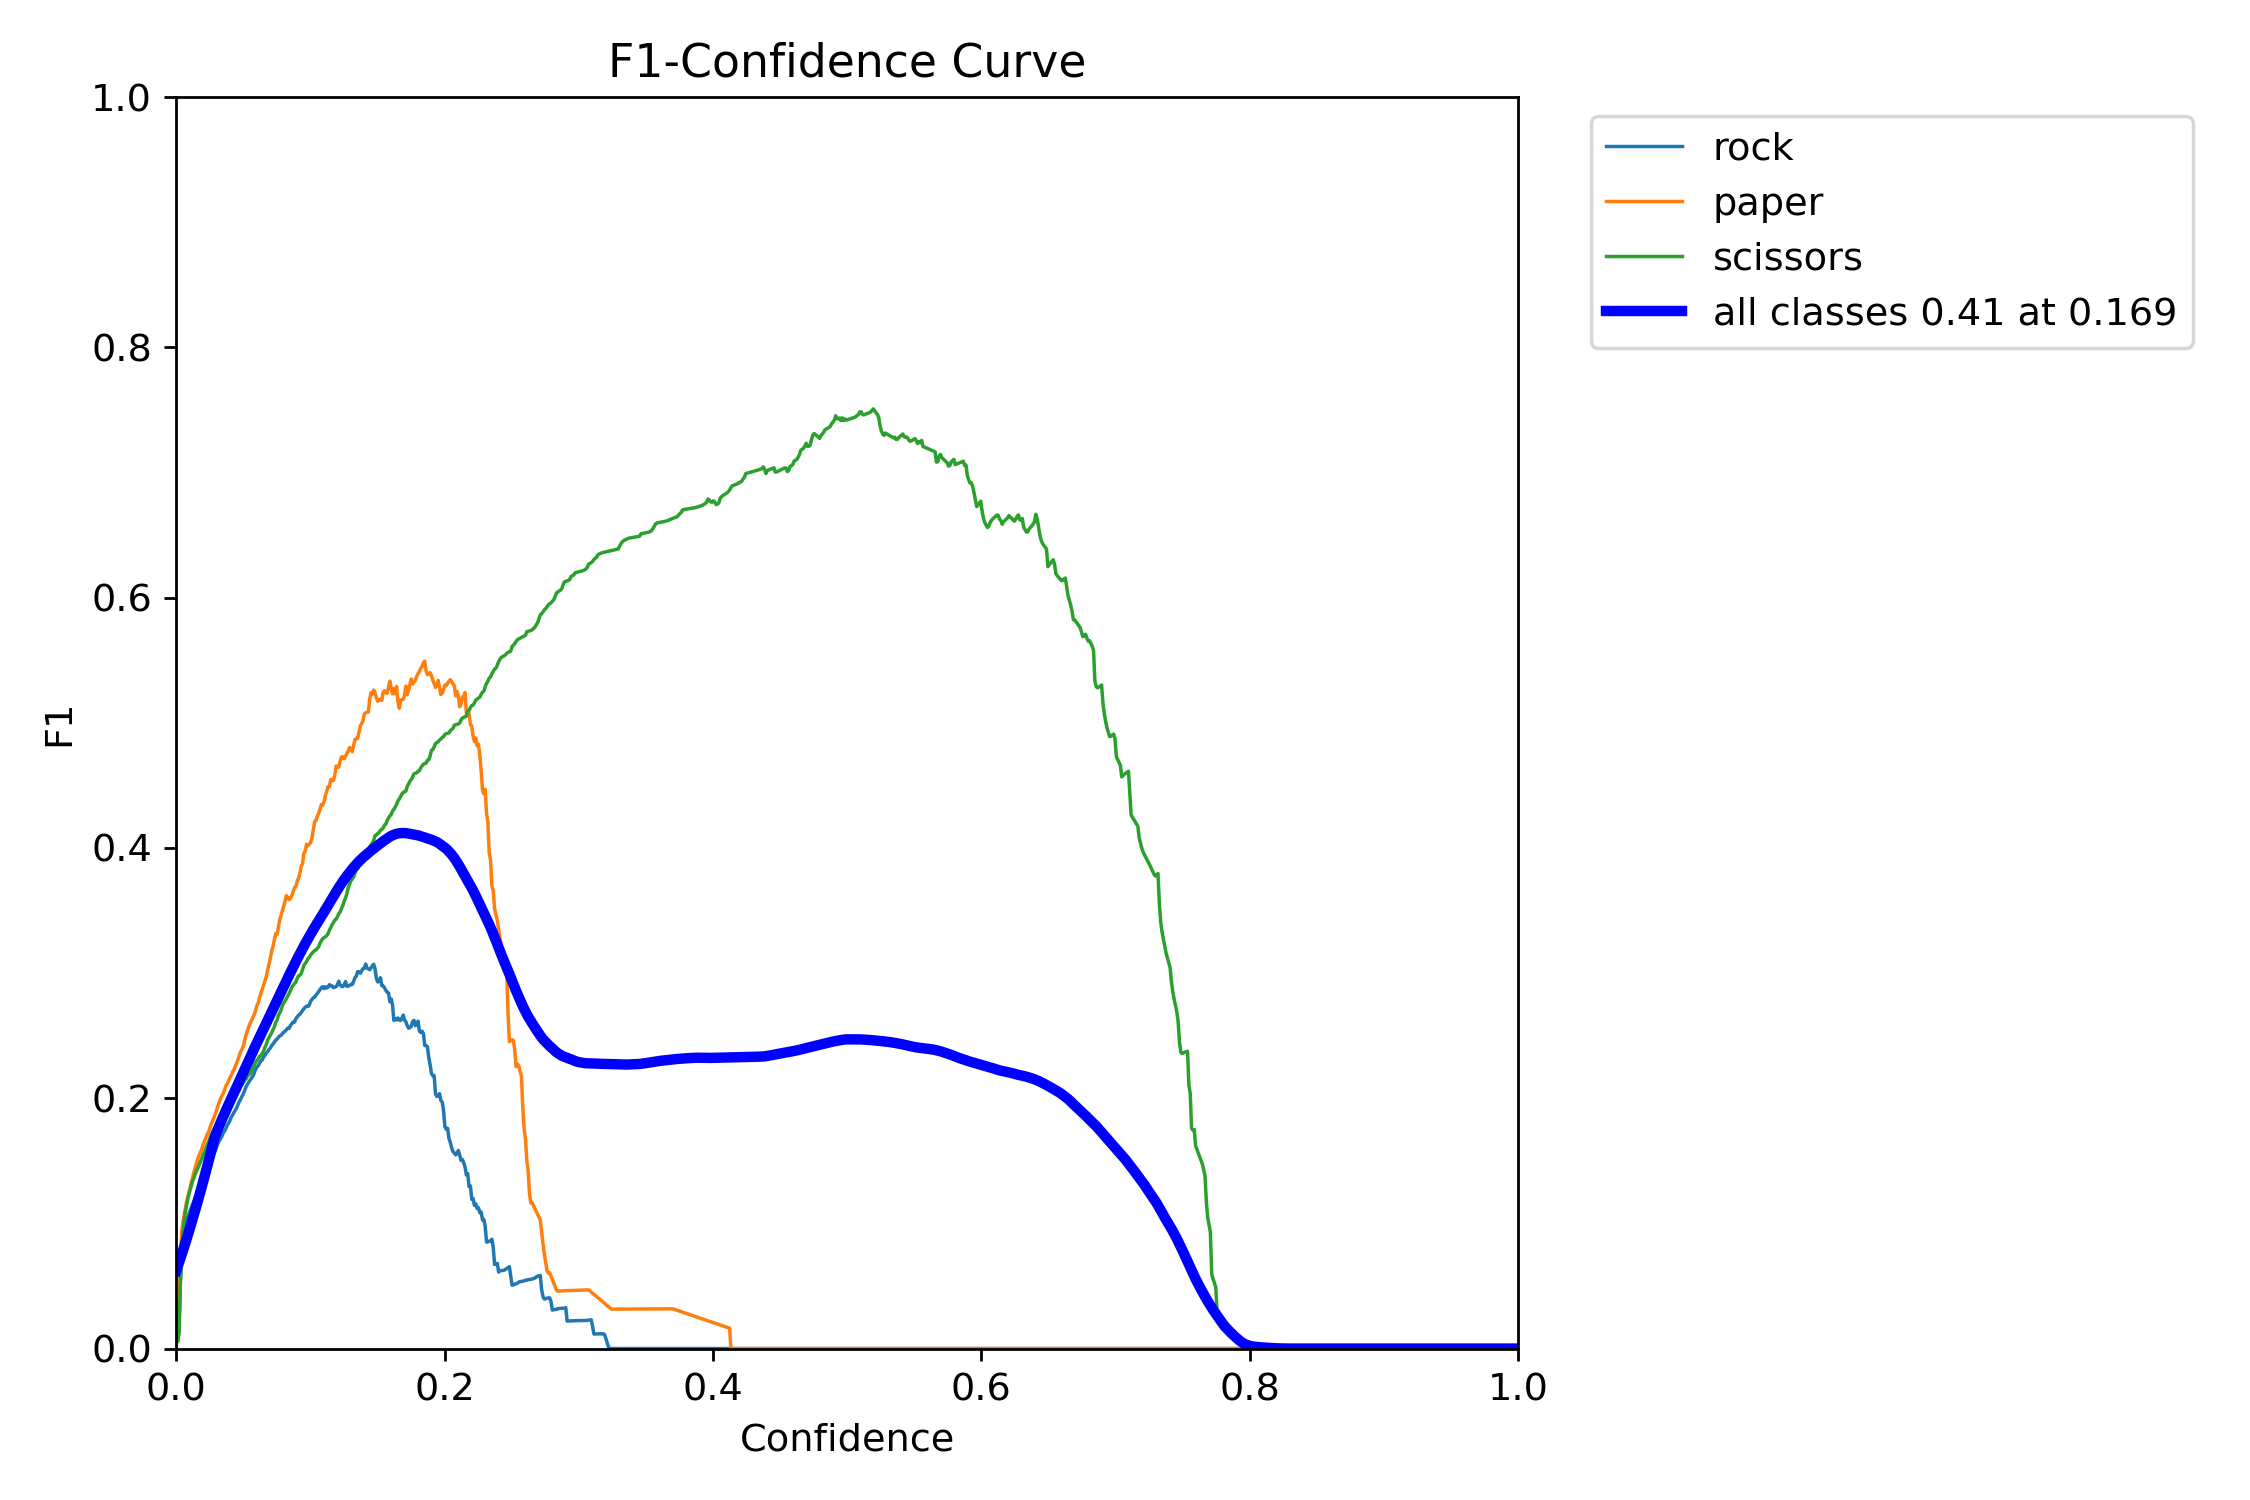 F1-Confidence Curve
1.0
0.8
0.6
0.4
0.2
0.0
F1
0.0 0.2 0.4 0.6 0.8 1.0
Confidence
rock
paper
scissors
all classes 0.41 at 0.169